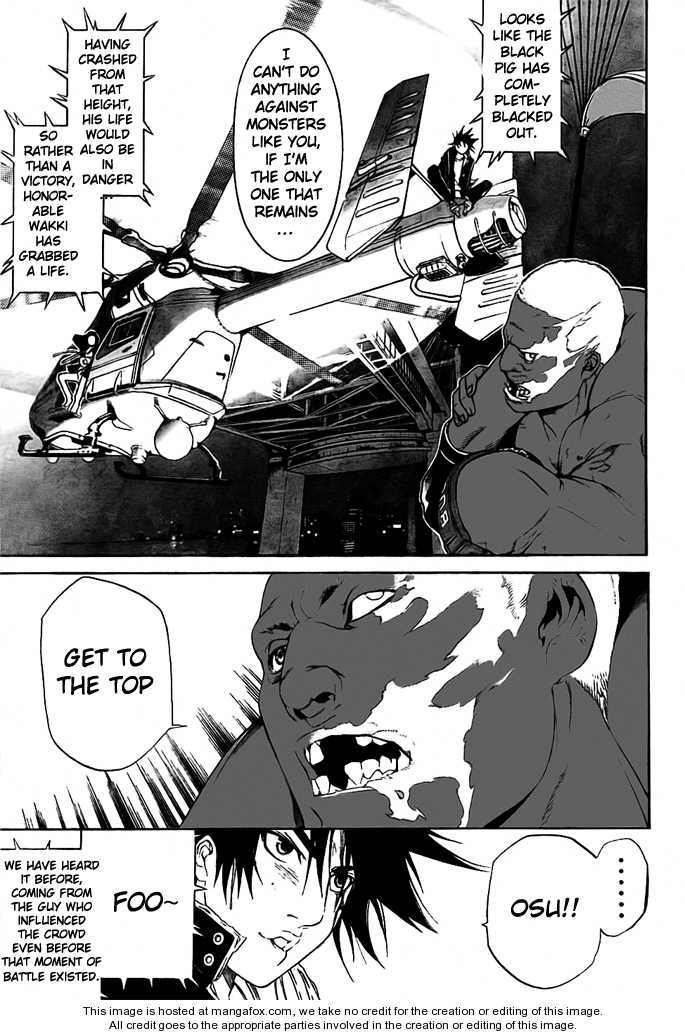 LOOKS
LIKE THE
BLACK
PIG HAS
COM-
PLETELY
BLACKED
OUT.
I
CAN'T DO
ANYTHING
AGAINST
MONSTERS
LIKE YOU,
IF I'M
THE ONLY
ONE THAT
REMAINS
...
HAVING
CRASHED
FROM
THAT
HEIGHT,
HIS LIFE
WOULD
ALSO BE
IN
DANGER
...
SO
RATHER
THAN A
VICTORY,
HONOR-
ABLE
WAKKI
HAS
GRABBED
A LIFE.
GET TO
THE TOP
......
OSU!!
FOO~
WE HAVE HEARD
IT BEFORE,
COMING FROM
THE GUY WHO
INFLUENCED
THE CROWD
EVEN BEFORE
THAT MOMENT OF
BATTLE EXISTED.
This image is hosted at mangafox.com, we take no credit for the creation or editing of this image.
All credit goes to the appropriate parties involved in the creation or editing of this image.